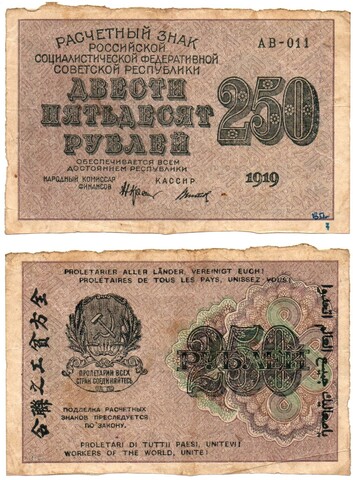 РАСЧЕТНЫЙ ЗНАК
РОССИЙСКОЙ
СОЦИАЛИСТИЧЕСКОЙ ФЕДЕРАТИВНОЙ
СОВЕТСКОЙ РЕСПУБЛИКИ
АВ-011
ДВЕСТИ
ПЯТЬДЕСЯТ
РУБЛЕЙ
250
ОБЕСПЕЧИВАЕТСЯ ВСЕМ
ДОСТОЯНИЕМ РЕСПУБЛИКИ
НАРОДНЫЙ КОМИССАР
ФИНАНСОВ
КАССИР
1919
PROLETARIER ALLER LÄNDER, VEREINIGT EUCH!
PROLÉTAIRES DE TOUS LES PAYS, UNISSEZ-VOUS!
ПРОЛЕТАРИИ ВСЕХ
СТРАН, СОЕДИНЯЙТЕСЬ
250
РУБЛЕЙ
ПОДДЕЛКА РАСЧЕТНЫХ
ЗНАКОВ ПРЕСЛЕДУЕТСЯ
ПО ЗАКОНУ.
PROLETARI DI TUTTI PAESI, UNITEVI!
WORKERS OF THE WORLD, UNITE!